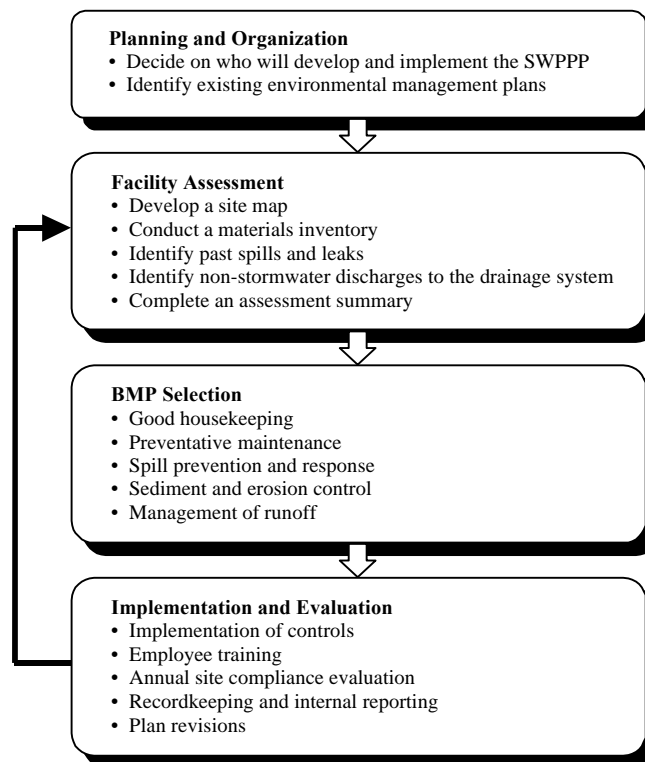 Planning and Organization
• Decide on who will develop and implement the SWPPP
• Identify existing environmental management plans
Facility Assessment
• Develop a site map
• Conduct a materials inventory
• Identify past spills and leaks
• Identify non-stormwater discharges to the drainage system
• Complete an assessment summary
BMP Selection
• Good housekeeping
• Preventative maintenance
• Spill prevention and response
• Sediment and erosion control
• Management of runoff
Implementation and Evaluation
• Implementation of controls
• Employee training
• Annual site compliance evaluation
• Recordkeeping and internal reporting
• Plan revisions